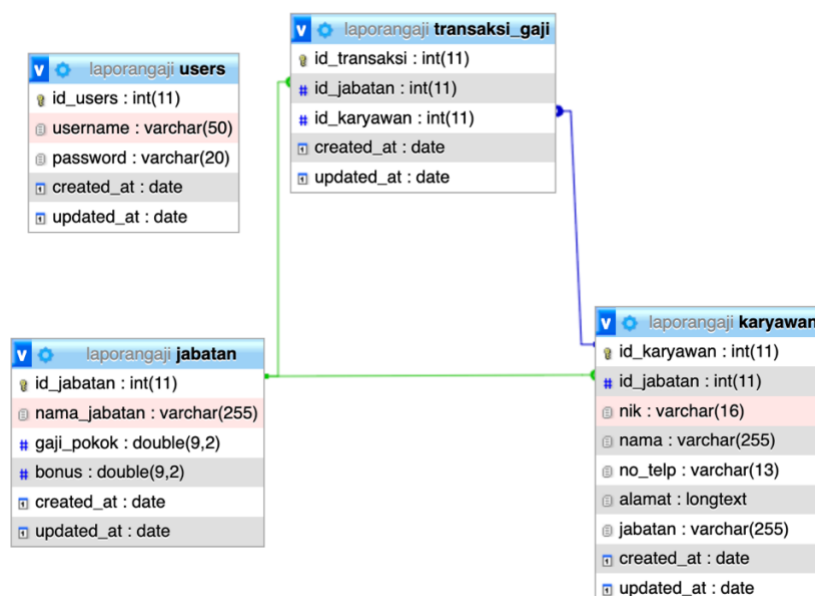 laporangaji users
id_users : int(11)
username : varchar(50)
password : varchar(20)
created_at : date
updated_at : date
laporangaji transaksi_gaji
id_transaksi : int(11)
id_jabatan : int(11)
id_karyawan : int(11)
created_at : date
updated_at : date
laporangaji jabatan
id_jabatan : int(11)
nama_jabatan : varchar(255)
gaji_pokok : double(9,2)
bonus : double(9,2)
created_at : date
updated_at : date
laporangaji karyawan
id_karyawan : int(11)
id_jabatan : int(11)
nik : varchar(16)
nama : varchar(255)
no_telp : varchar(13)
alamat : longtext
jabatan : varchar(255)
created_at : date
updated_at : date